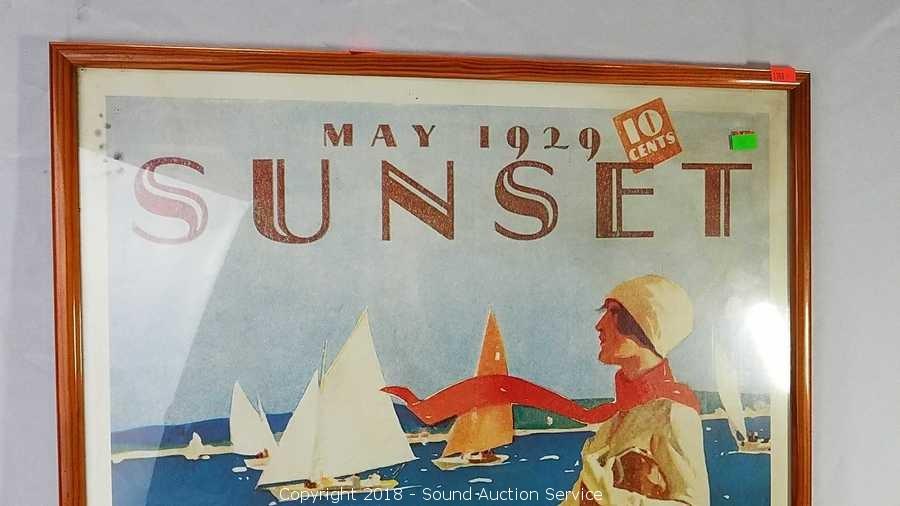 MAY 1929
10
CENTS
SUNSET
Copyright 2018 - Sound Auction Service